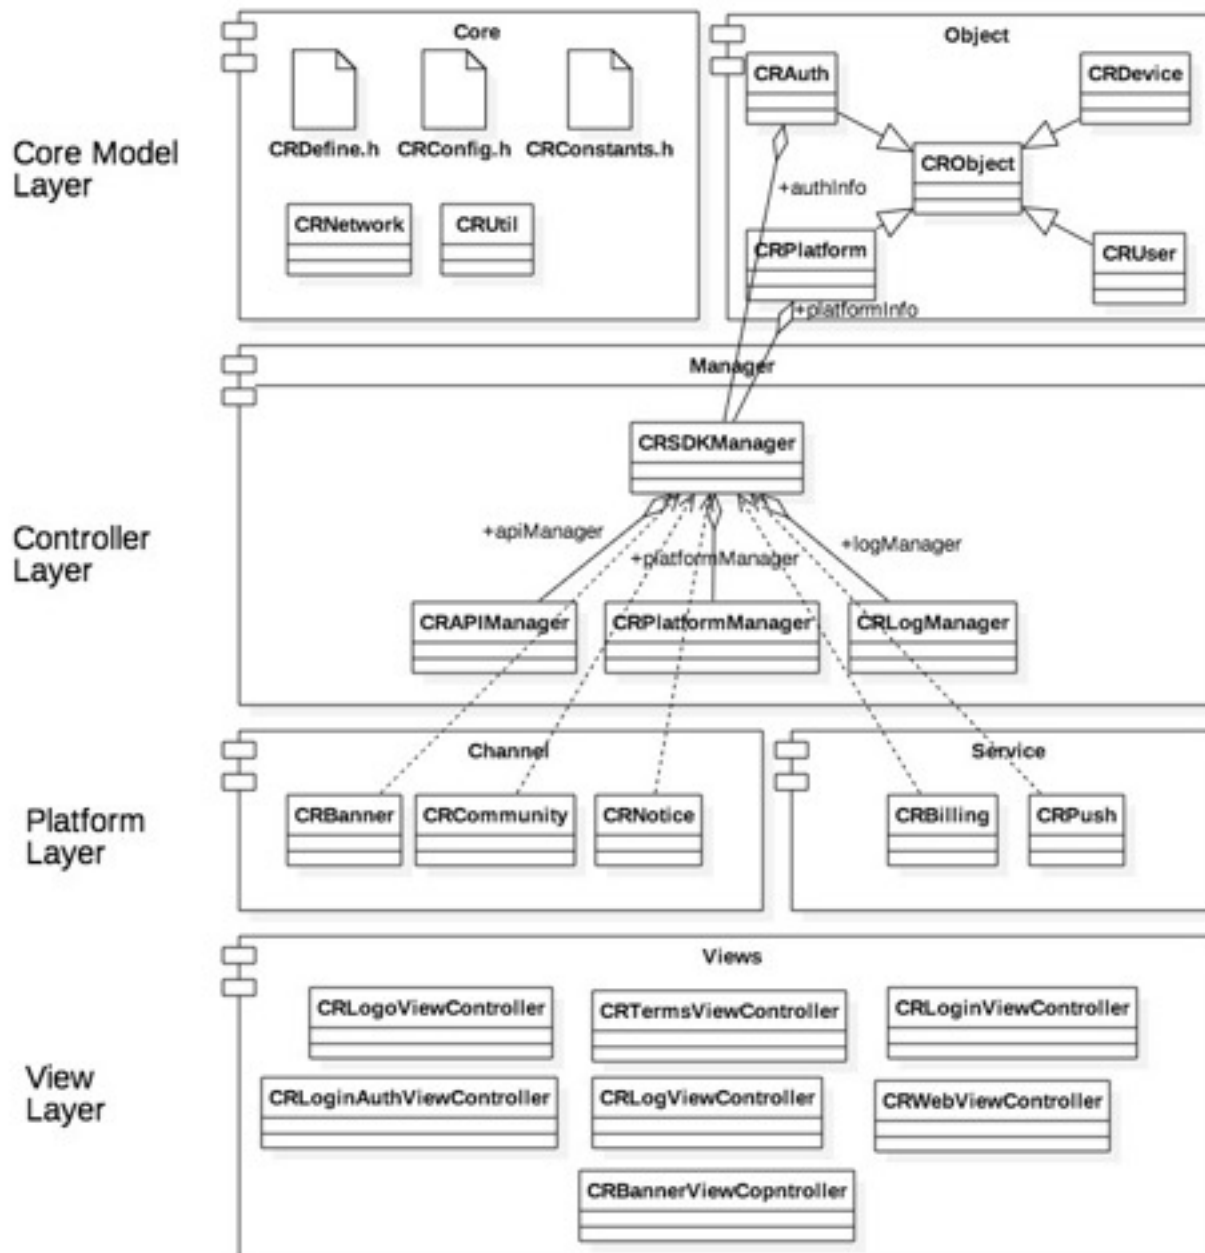 Core Model
Layer
Core
CRDefine.h
CRConfig.h
CRConstants.h
CRNetwork
CRUtil
Object
CRAuth
CRDevice
CRObject
+authInfo
CRPlatform
CRUser
+platformInfo
Controller
Layer
Manager
CRSDKManager
+apiManager
+platformManager
+logManager
CRAPIManager
CRPlatformManager
CRLogManager
Platform
Layer
Channel
CRBanner
CRCommunity
CRNotice
Service
CRBilling
CRPush
View
Layer
Views
CRLogoViewController
CRTermsViewController
CRLoginViewController
CRLoginAuthViewController
CRLogViewController
CRWebViewController
CRBannerViewCopntroller